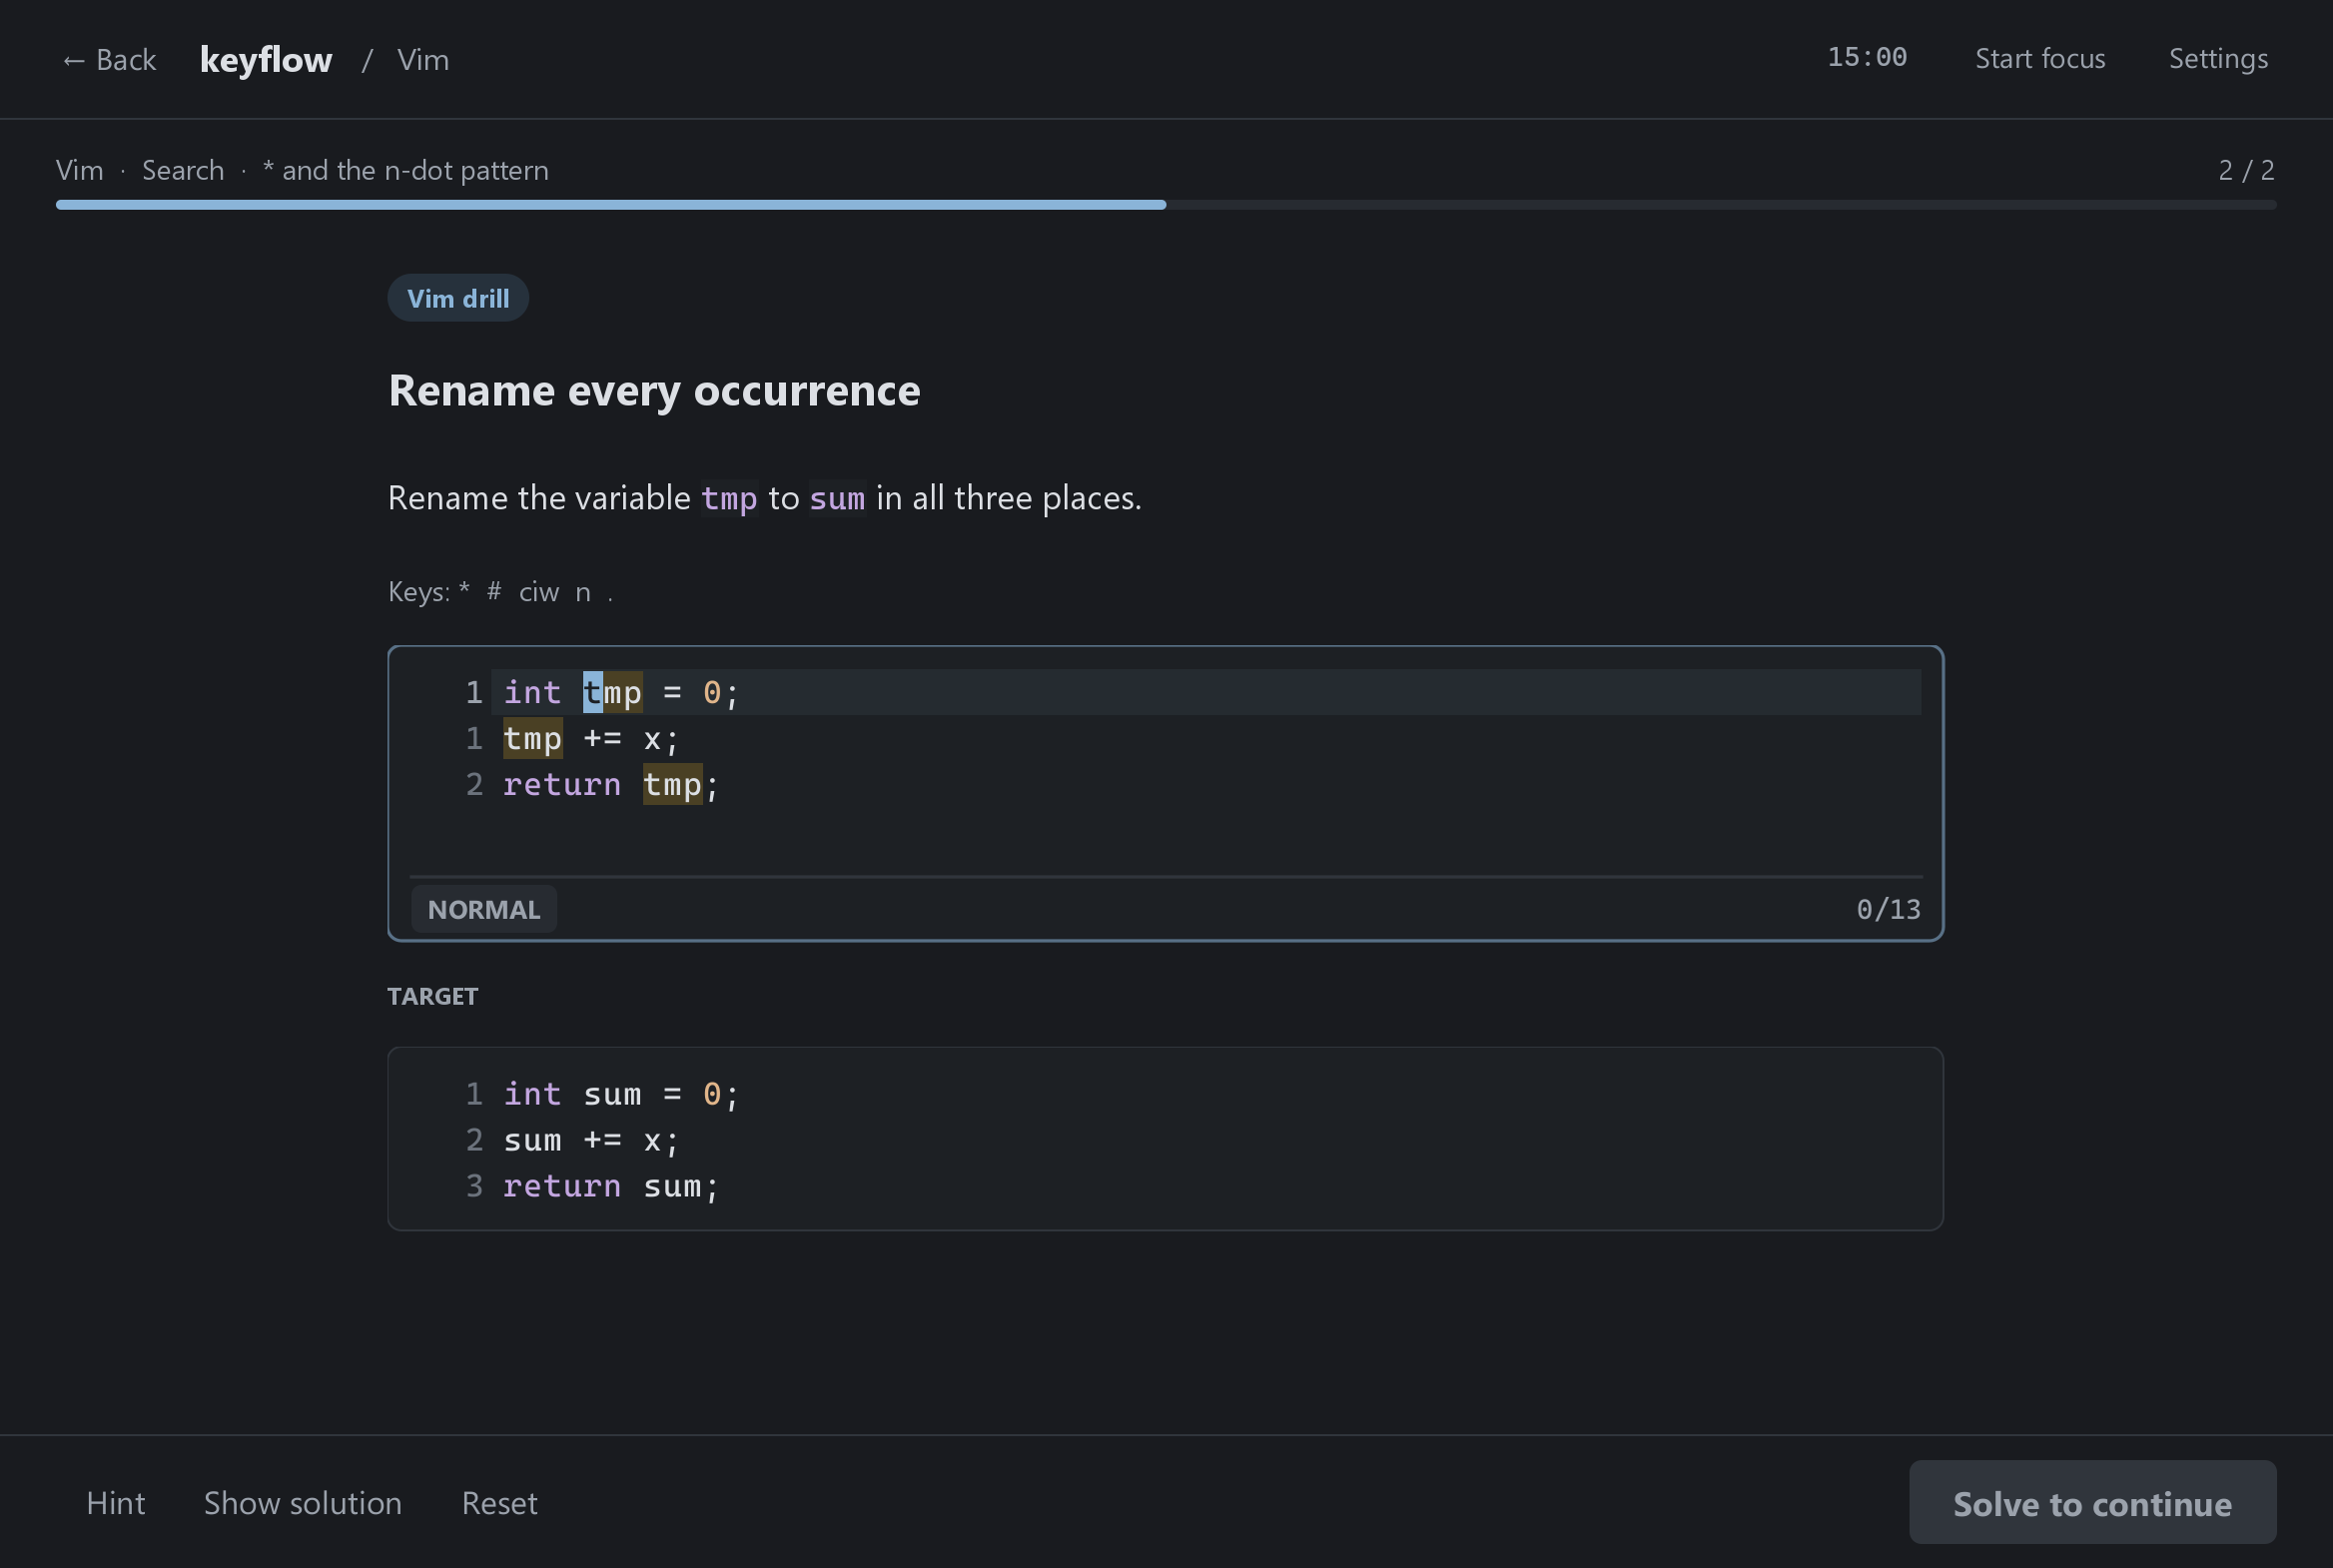 ← Back keyflow / Vim 15:00 Start focus Settings
Vim · Search · * and the n-dot pattern 2 / 2
Vim drill
Rename every occurrence
Rename the variable tmp to sum in all three places.
Keys: * # ciw n .
1 int tmp = 0;
1 tmp += x;
2 return tmp;
NORMAL 0/13
TARGET
1 int sum = 0;
2 sum += x;
3 return sum;
Hint Show solution Reset Solve to continue